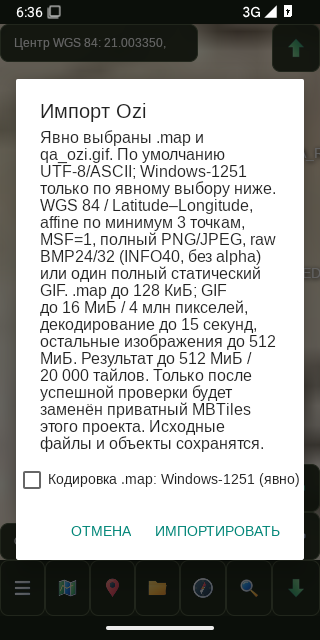 6:36
3G
Центр WGS 84: 21.003350,
Импорт Ozi
Явно выбраны .map и
qa_ozi.gif. По умолчанию
UTF-8/ASCII; Windows-1251
только по явному выбору ниже.
WGS 84 / Latitude–Longitude,
affine по минимум 3 точкам,
MSF=1, полный PNG/JPEG, raw
BMP24/32 (INFO40, без alpha)
или один полный статический
GIF. .map до 128 КиБ; GIF
до 16 МиБ / 4 млн пикселей,
декодирование до 15 секунд,
остальные изображения до 512
МиБ. Результат до 512 МиБ /
20 000 тайлов. Только после
успешной проверки будет
заменён приватный MBTiles
этого проекта. Исходные
файлы и объекты сохранятся.
Кодировка .map: Windows-1251 (явно)
ОТМЕНА
ИМПОРТИРОВАТЬ